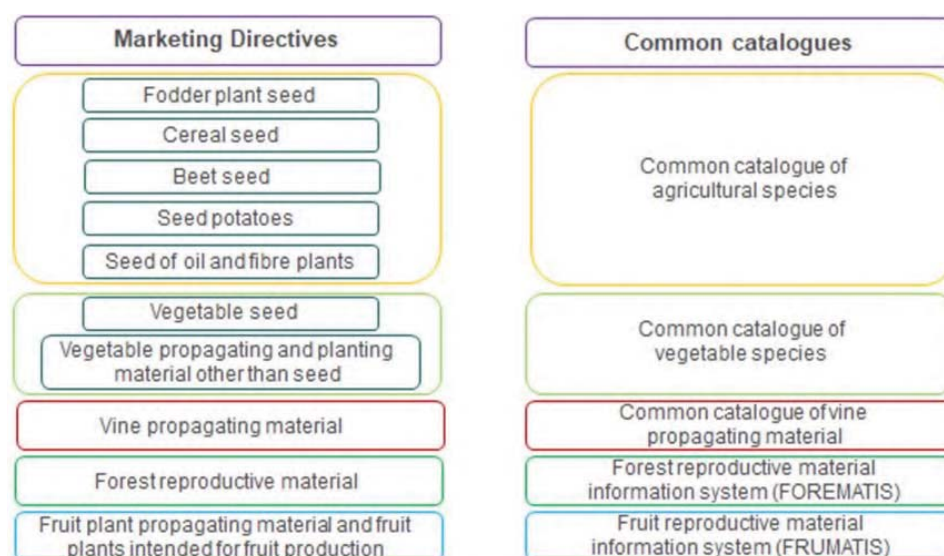 Marketing Directives
Fodder plant seed
Cereal seed
Beet seed
Seed potatoes
Seed of oil and fibre plants
Vegetable seed
Vegetable propagating and planting
material other than seed
Vine propagating material
Forest reproductive material
Fruit plant propagating material and fruit
plants intended for fruit production
Common catalogues
Common catalogue of
agricultural species
Common catalogue of
vegetable species
Common catalogue of vine
propagating material
Forest reproductive material
information system (FOREMATIS)
Fruit reproductive material
information system (FRUMATIS)